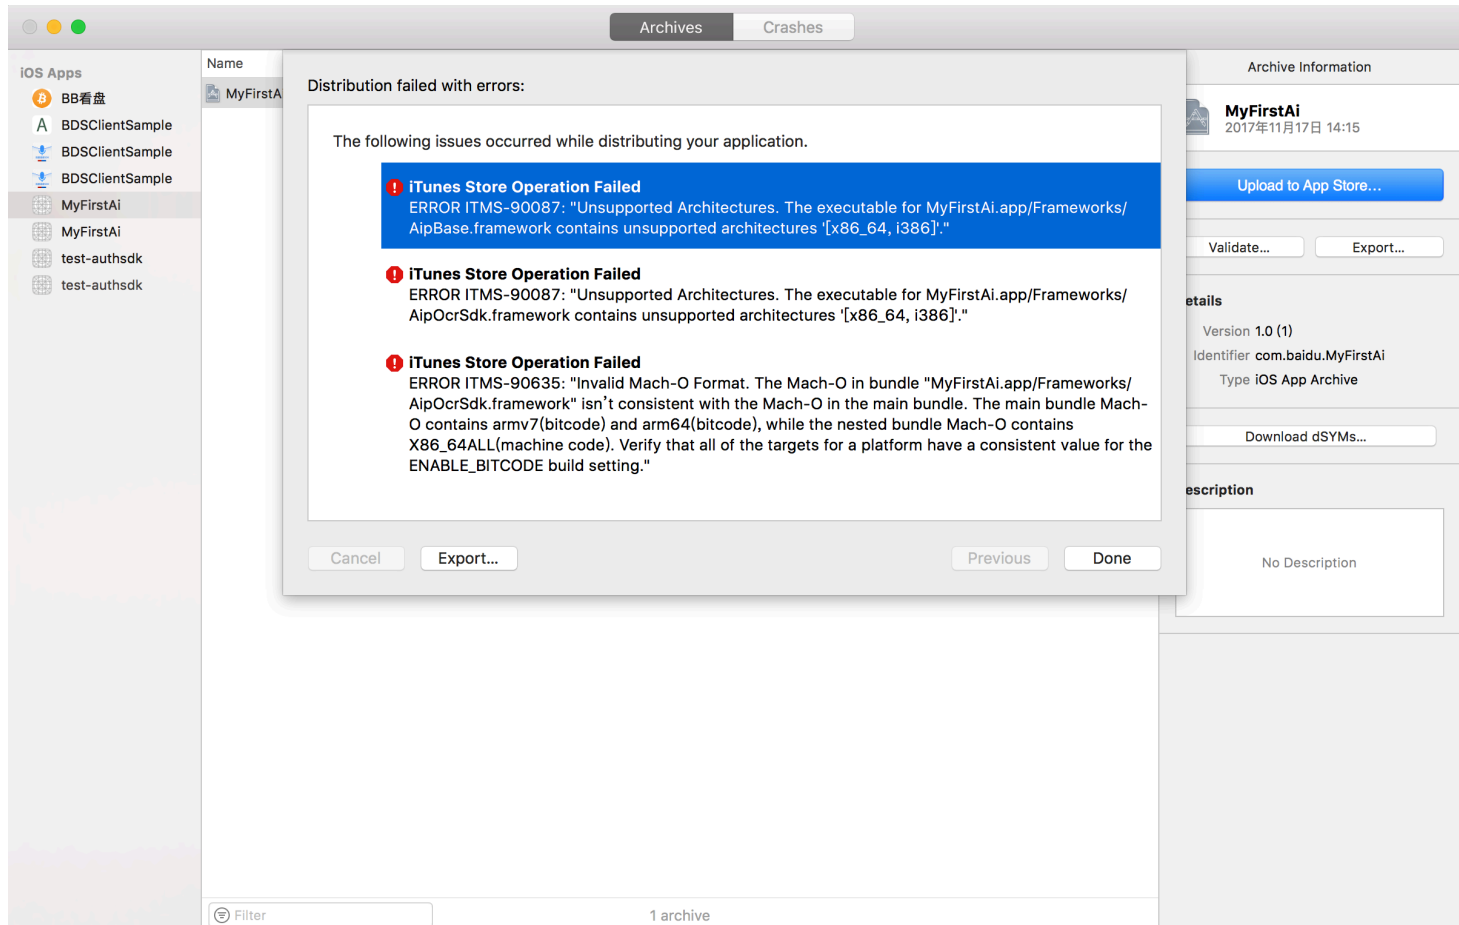 Archives
Crashes
iOS Apps
BB看盘
BDSClientSample
BDSClientSample
BDSClientSample
MyFirstAi
MyFirstAi
test-authsdk
test-authsdk
Name
MyFirstA
Distribution failed with errors:
The following issues occurred while distributing your application.
iTunes Store Operation Failed
ERROR ITMS-90087: "Unsupported Architectures. The executable for MyFirstAi.app/Frameworks/
AipBase.framework contains unsupported architectures '[x86_64, i386]'."
iTunes Store Operation Failed
ERROR ITMS-90087: "Unsupported Architectures. The executable for MyFirstAi.app/Frameworks/
AipOcrSdk.framework contains unsupported architectures '[x86_64, i386]'."
iTunes Store Operation Failed
ERROR ITMS-90635: "Invalid Mach-O Format. The Mach-O in bundle "MyFirstAi.app/Frameworks/
AipOcrSdk.framework" isn’t consistent with the Mach-O in the main bundle. The main bundle Mach-
O contains armv7(bitcode) and arm64(bitcode), while the nested bundle Mach-O contains
X86_64ALL(machine code). Verify that all of the targets for a platform have a consistent value for the
ENABLE_BITCODE build setting."
Cancel
Export...
Previous
Done
Archive Information
MyFirstAi
2017年11月17日 14:15
Upload to App Store...
Validate...
Export...
etails
Version 1.0 (1)
Identifier com.baidu.MyFirstAi
Type iOS App Archive
Download dSYMs...
escription
No Description
Filter
1 archive